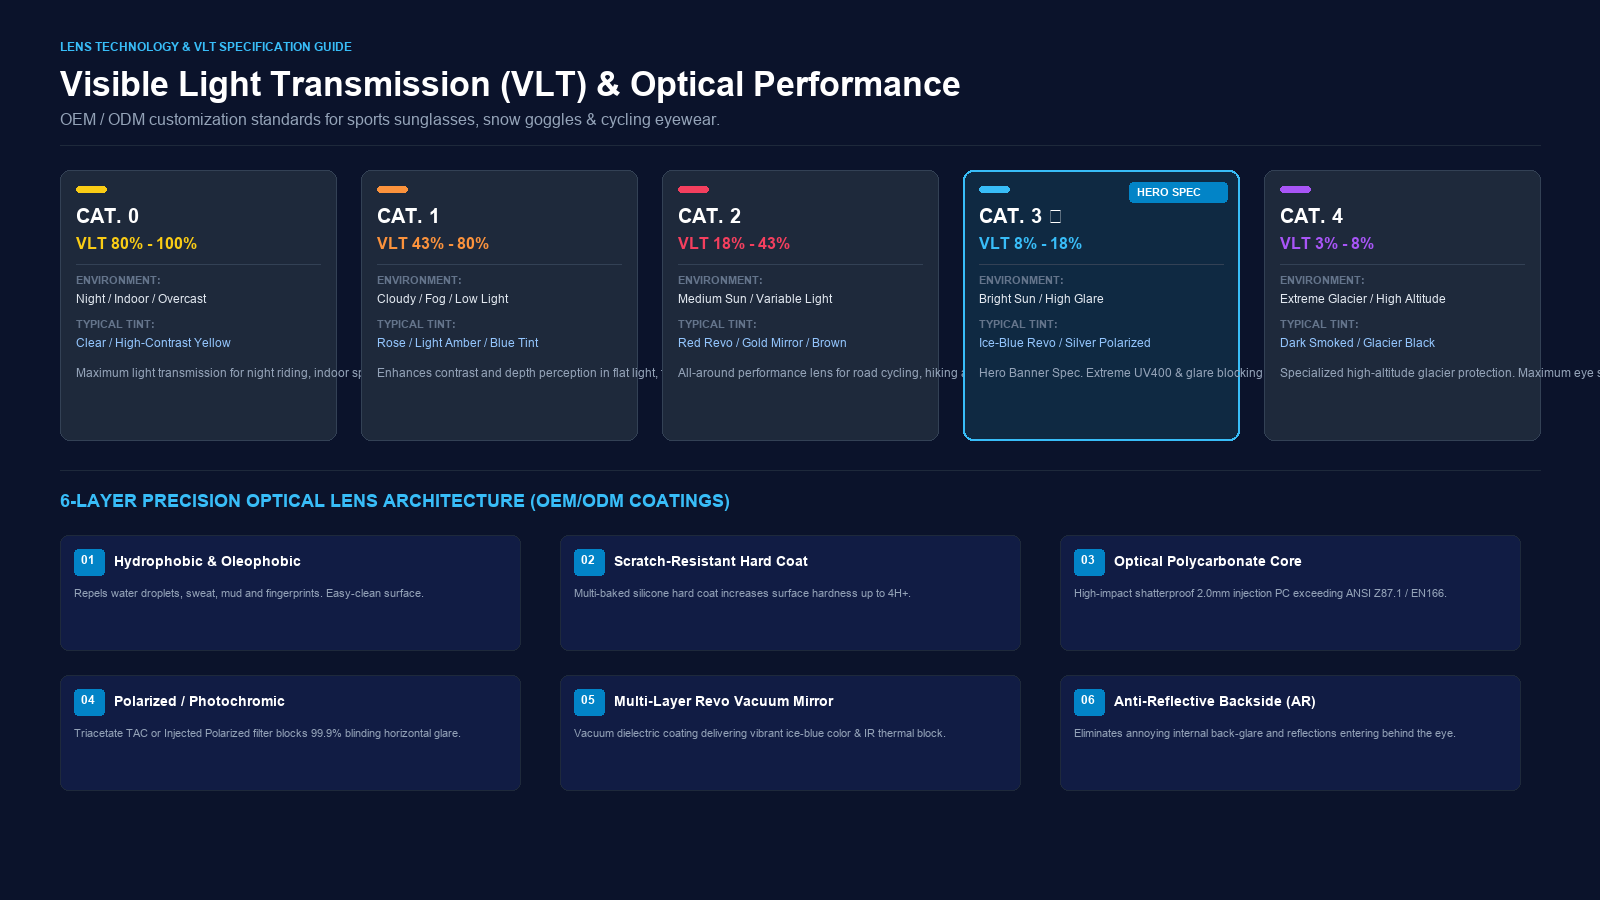 LENS TECHNOLOGY & VLT SPECIFICATION GUIDE
Visible Light Transmission (VLT) & Optical Performance
OEM / ODM customization standards for sports sunglasses, snow goggles & cycling eyewear.
CAT. 0
VLT 80% - 100%
ENVIRONMENT:
Night / Indoor / Overcast
TYPICAL TINT:
Clear / High-Contrast Yellow
Maximum light transmission for night riding, indoor
CAT. 1
VLT 43% - 80%
ENVIRONMENT:
Cloudy / Fog / Low Light
TYPICAL TINT:
Rose / Light Amber / Blue Tint
Enhances contrast and depth perception in flat light,
CAT. 2
VLT 18% - 43%
ENVIRONMENT:
Medium Sun / Variable Light
TYPICAL TINT:
Red Revo / Gold Mirror / Brown
All-around performance lens for road cycling, hiking
HERO SPEC
CAT. 3
VLT 8% - 18%
ENVIRONMENT:
Bright Sun / High Glare
TYPICAL TINT:
Ice-Blue Revo / Silver Polarized
Hero Banner Spec. Extreme UV400 & glare blocking
CAT. 4
VLT 3% - 8%
ENVIRONMENT:
Extreme Glacier / High Altitude
TYPICAL TINT:
Dark Smoked / Glacier Black
Specialized high-altitude glacier protection. Maximum eye
6-LAYER PRECISION OPTICAL LENS ARCHITECTURE (OEM/ODM COATINGS)
01 Hydrophobic & Oleophobic
Repels water droplets, sweat, mud and fingerprints. Easy-clean surface.
02 Scratch-Resistant Hard Coat
Multi-baked silicone hard coat increases surface hardness up to 4H+.
03 Optical Polycarbonate Core
High-impact shatterproof 2.0mm injection PC exceeding ANSI Z87.1 / EN166.
04 Polarized / Photochromic
Triacetate TAC or Injected Polarized filter blocks 99.9% blinding horizontal glare.
05 Multi-Layer Revo Vacuum Mirror
Vacuum dielectric coating delivering vibrant ice-blue color & IR thermal block.
06 Anti-Reflective Backside (AR)
Eliminates annoying internal back-glare and reflections entering behind the eye.